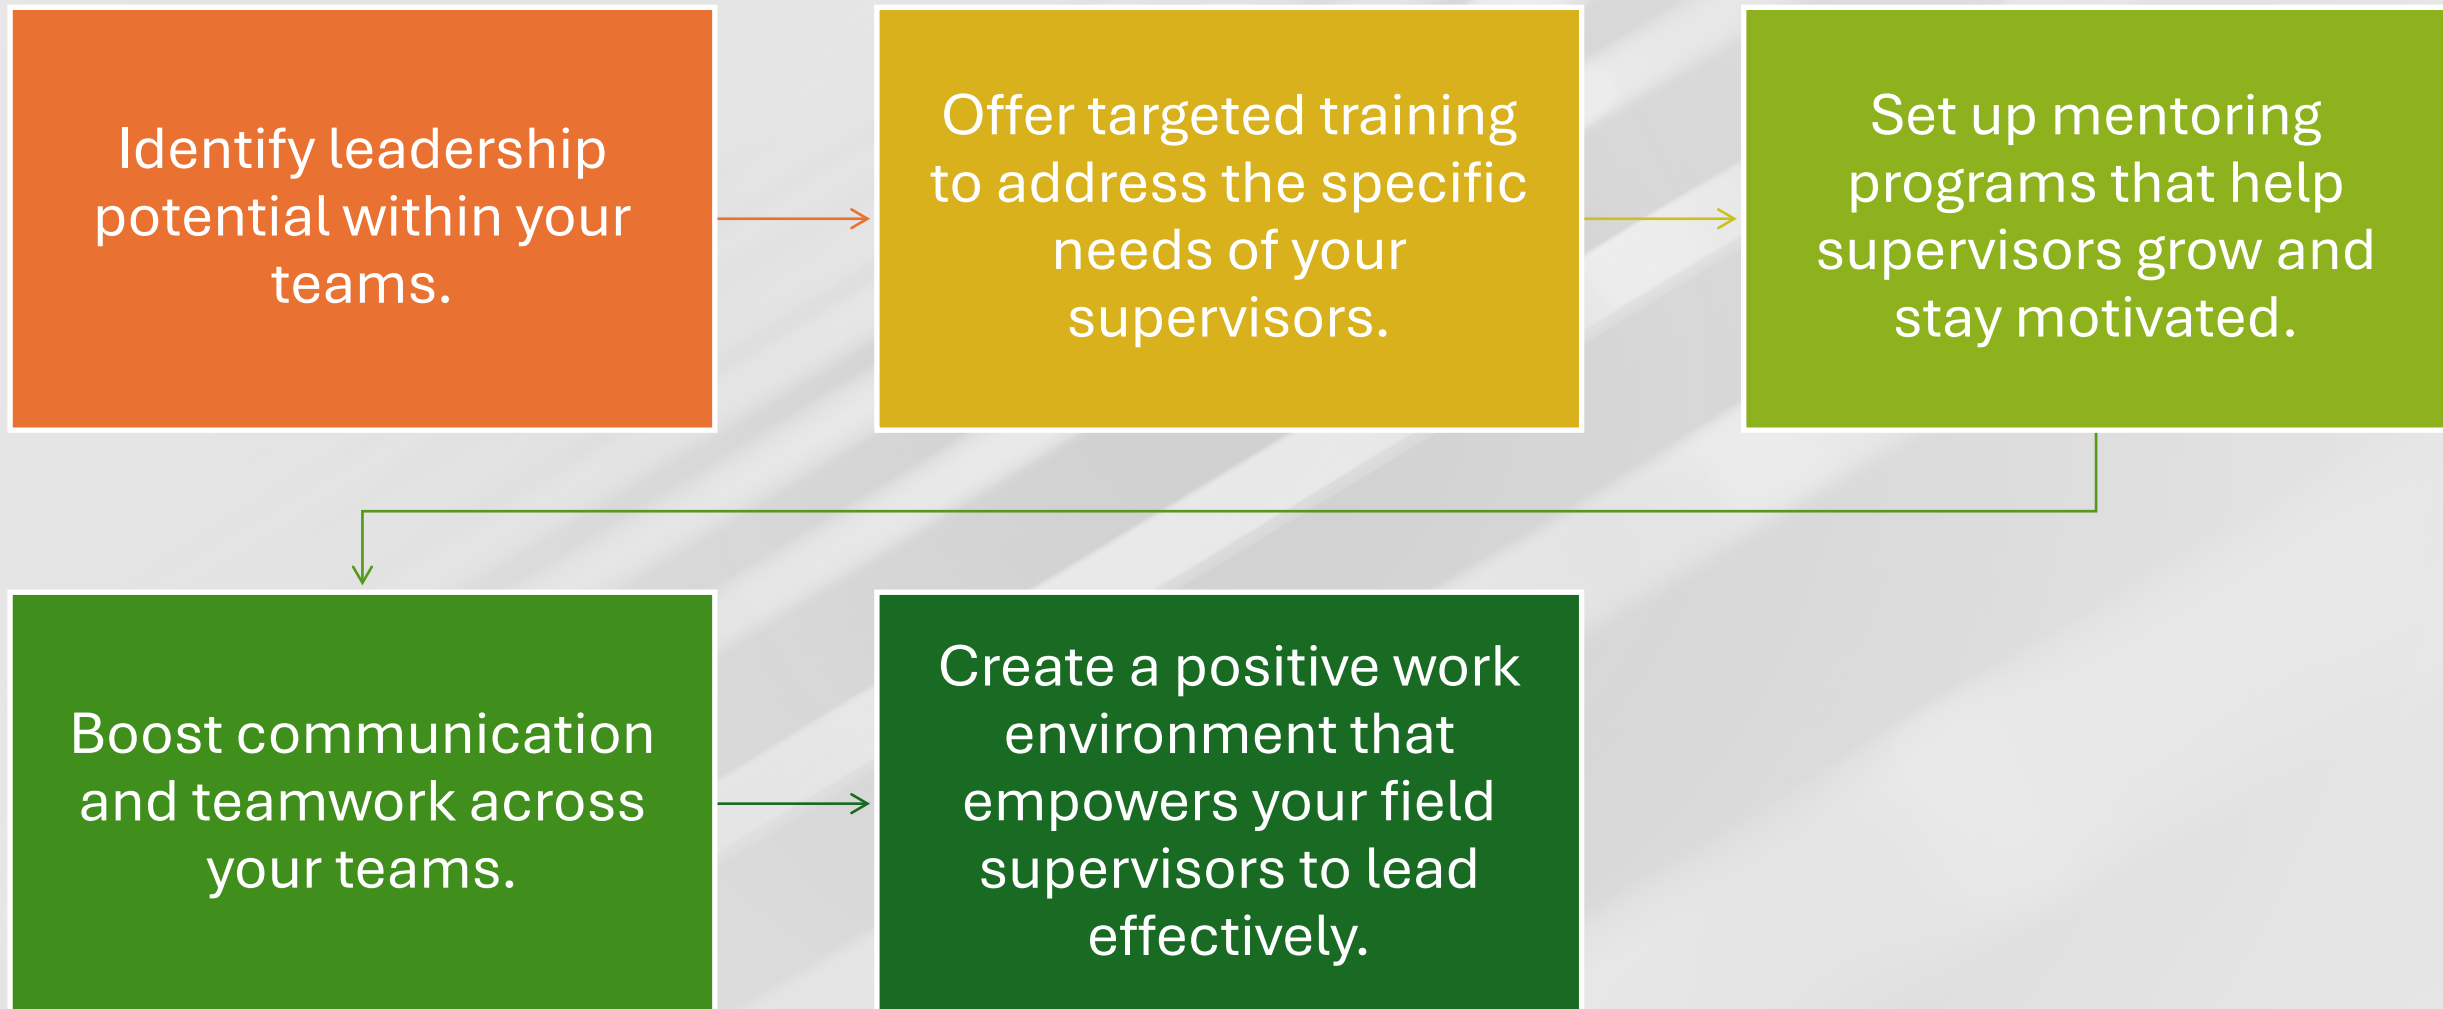 Identify leadership
potential within your
teams.
Offer targeted training
to address the specific
needs of your
supervisors.
Set up mentoring
programs that help
supervisors grow and
stay motivated.
Boost communication
and teamwork across
your teams.
Create a positive work
environment that
empowers your field
supervisors to lead
effectively.